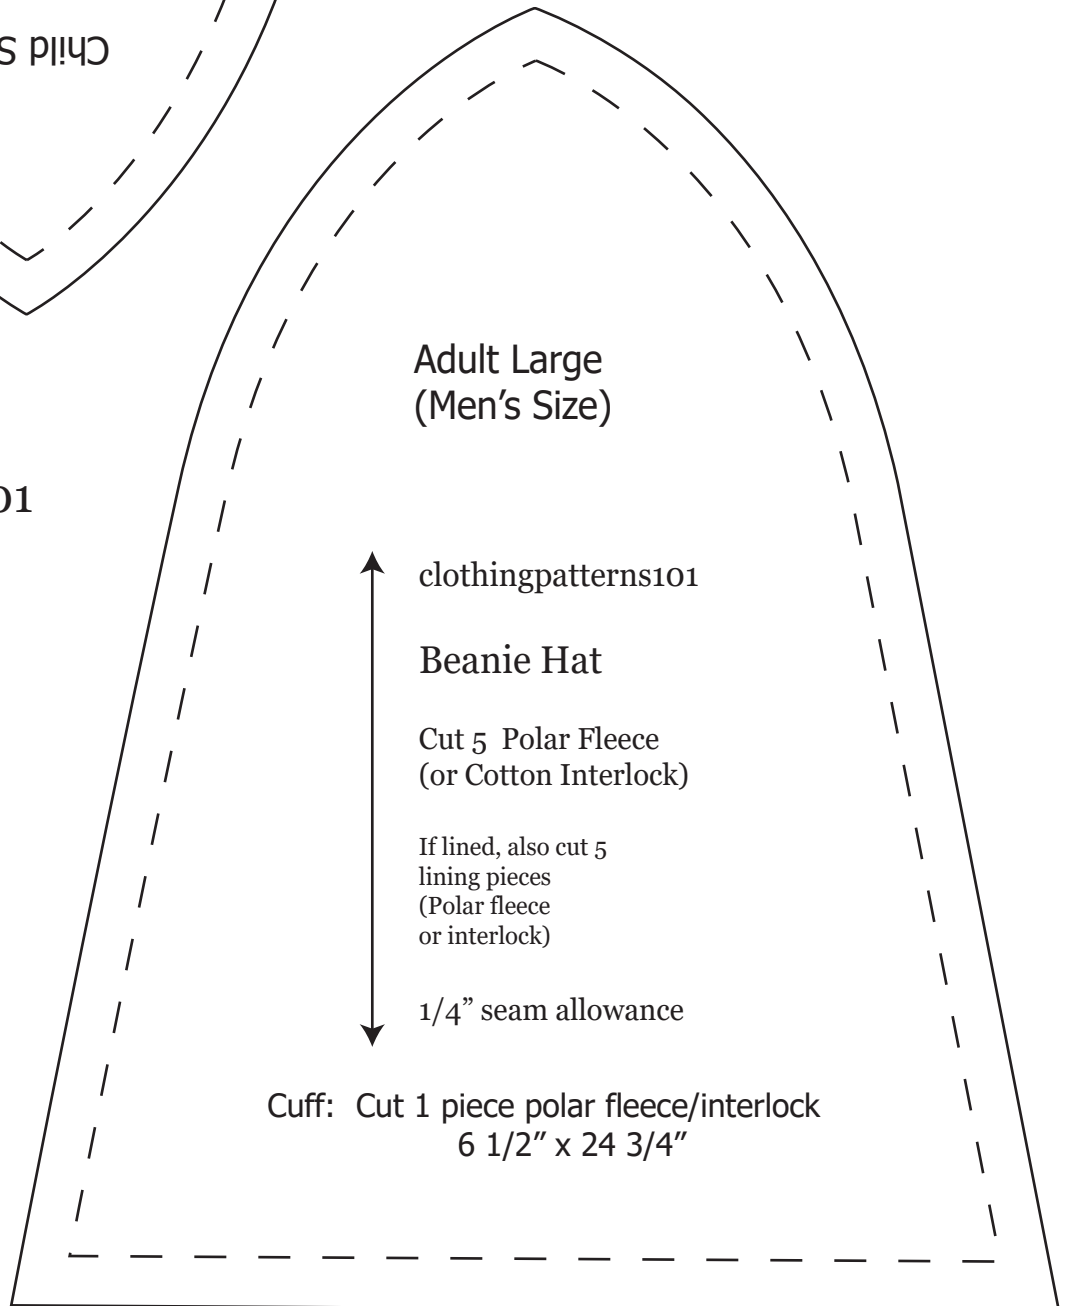 Child S
Adult Large
(Men's Size)
01
clothingpatterns101
Beanie Hat
Cut 5 Polar Fleece
(or Cotton Interlock)
If lined, also cut 5
lining pieces
(Polar fleece
or interlock)
1/4” seam allowance
Cuff: Cut 1 piece polar fleece/interlock
6 1/2” x 24 3/4”